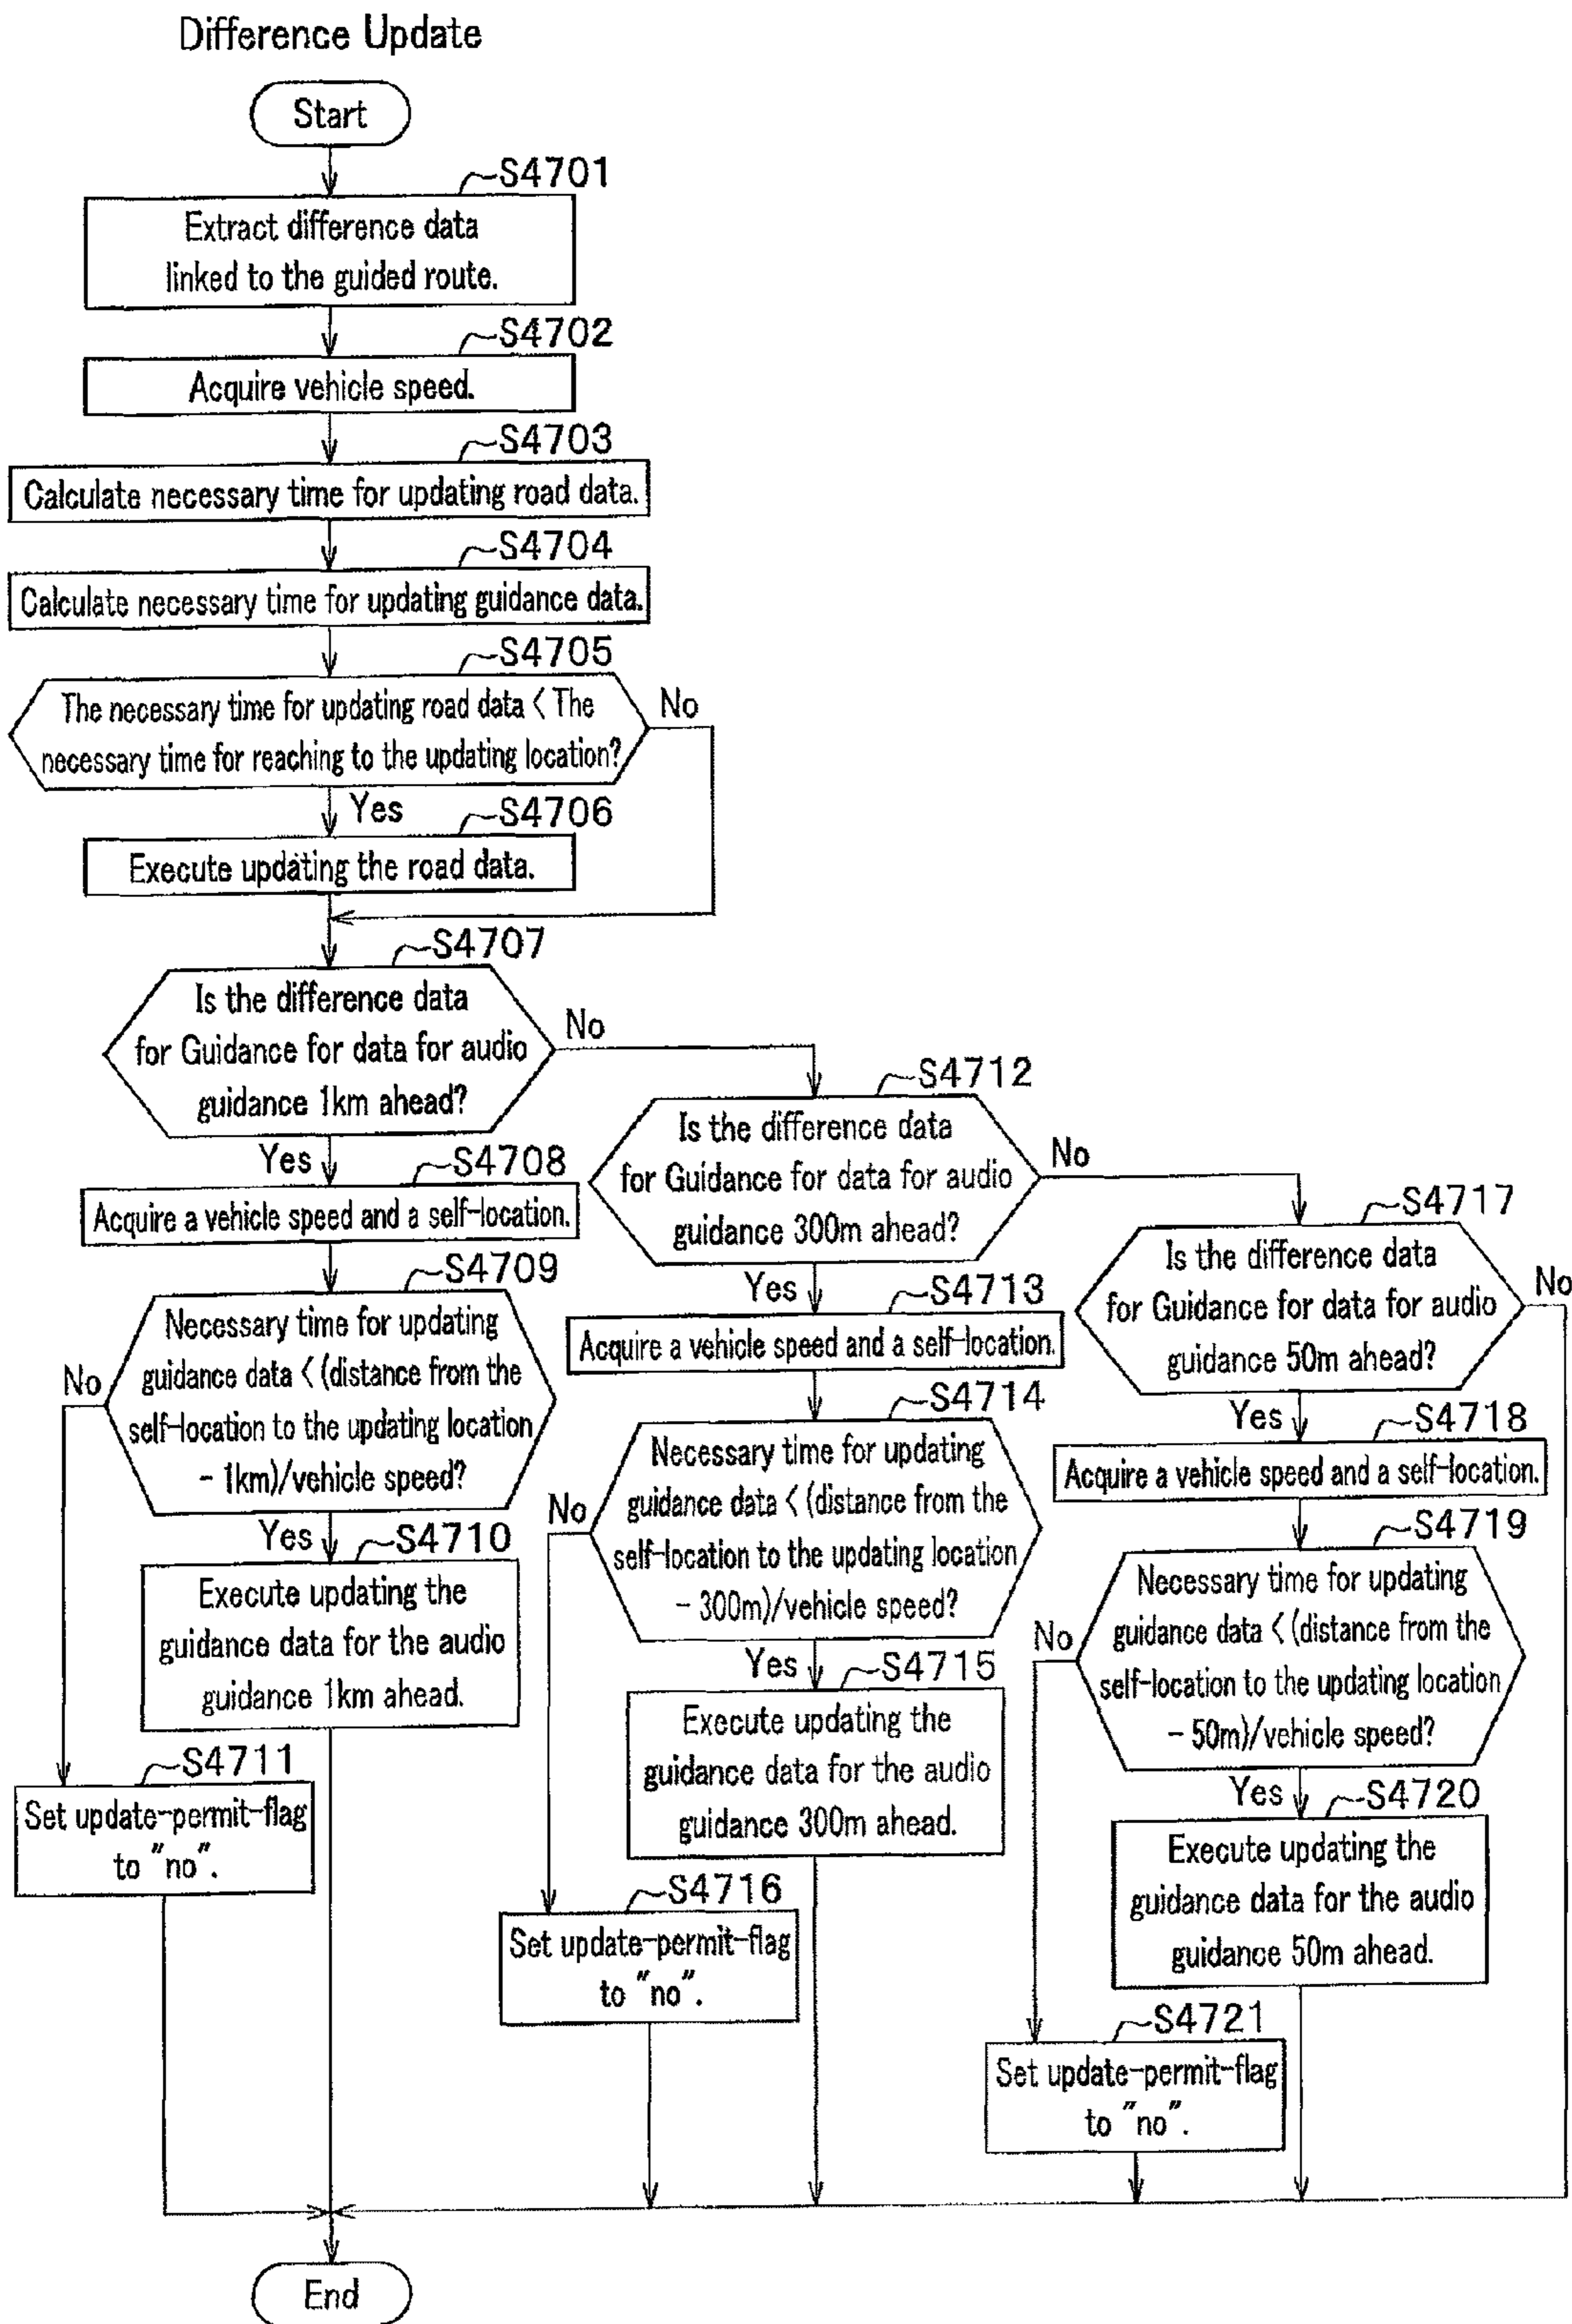 Difference Update
Start
S4701
Extract difference data
linked to the guided route.
S4702
Acquire vehicle speed.
S4703
Calculate necessary time for updating road data.
S4704
Calculate necessary time for updating guidance data.
S4705
The necessary time for updating road data < The
necessary time for reaching to the updating location?
No
Yes
S4706
Execute updating the road data.
S4707
Is the difference data
for Guidance for data for audio
guidance 1km ahead?
No
Yes
S4708
Acquire a vehicle speed and a self-location.
S4709
Necessary time for updating
guidance data < (distance from the
self-location to the updating location
- 1km)/vehicle speed?
No
Yes
S4710
Execute updating the
guidance data for the audio
guidance 1km ahead.
S4711
Set update-permit-flag
to "no".
S4712
Is the difference data
for Guidance for data for audio
guidance 300m ahead?
No
Yes
S4713
Acquire a vehicle speed and a self-location.
S4714
Necessary time for updating
guidance data < (distance from the
self-location to the updating location
- 300m)/vehicle speed?
No
Yes
S4715
Execute updating the
guidance data for the audio
guidance 300m ahead.
S4716
Set update-permit-flag
to "no".
S4717
Is the difference data
for Guidance for data for audio
guidance 50m ahead?
No
Yes
S4718
Acquire a vehicle speed and a self-location.
S4719
Necessary time for updating
guidance data < (distance from the
self-location to the updating location
- 50m)/vehicle speed?
No
Yes
S4720
Execute updating the
guidance data for the audio
guidance 50m ahead.
S4721
Set update-permit-flag
to "no".
End